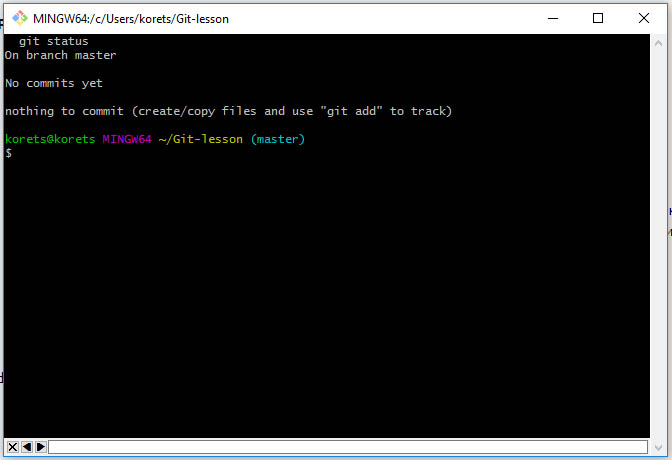 MINGW64:/c/Users/korets/Git-lesson
git status
On branch master
No commits yet
nothing to commit (create/copy files and use "git add" to track)
korets@korets MINGW64 ~/Git-lesson (master)
$